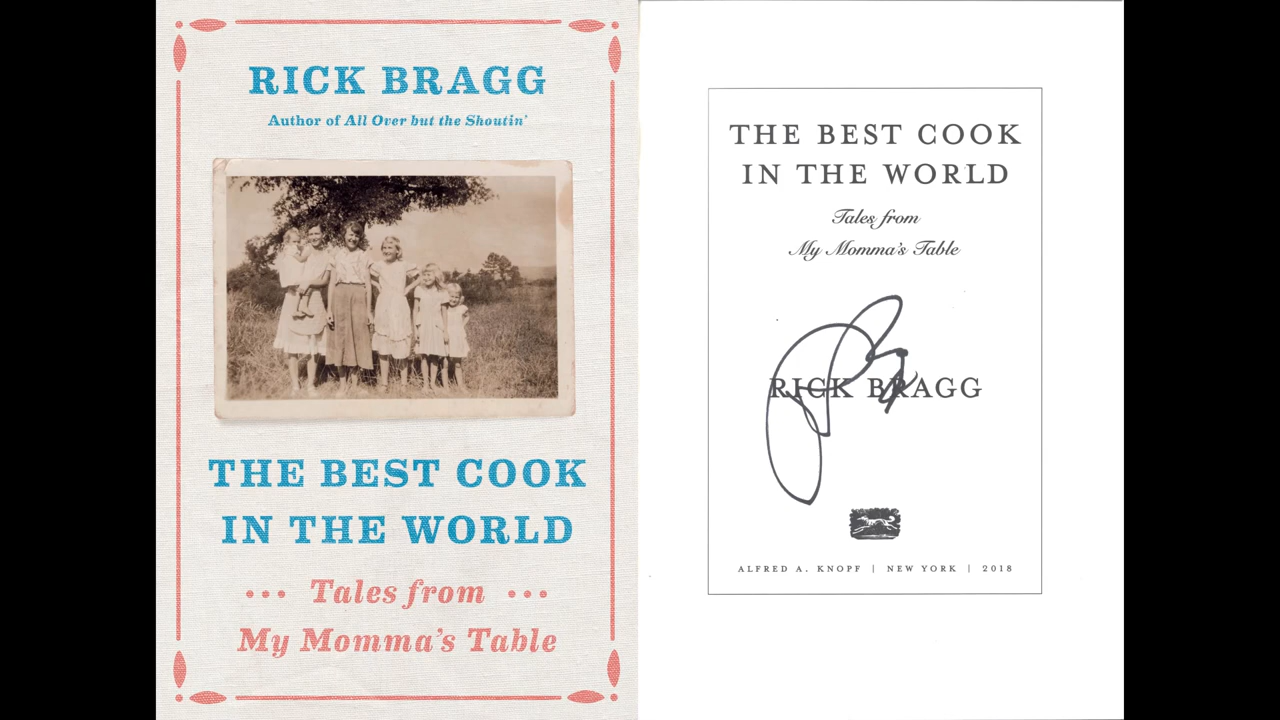 RICK BRAGG
Author of All Over but the Shoutin'
THE BEST COOK
IN THE WORLD
••• Tales from •••
My Momma's Table
THE BEST COOK
IN THE WORLD
Tales from
My Momma's Table
RICK BRAGG
ALFRED A. KNOPF | NEW YORK | 2018